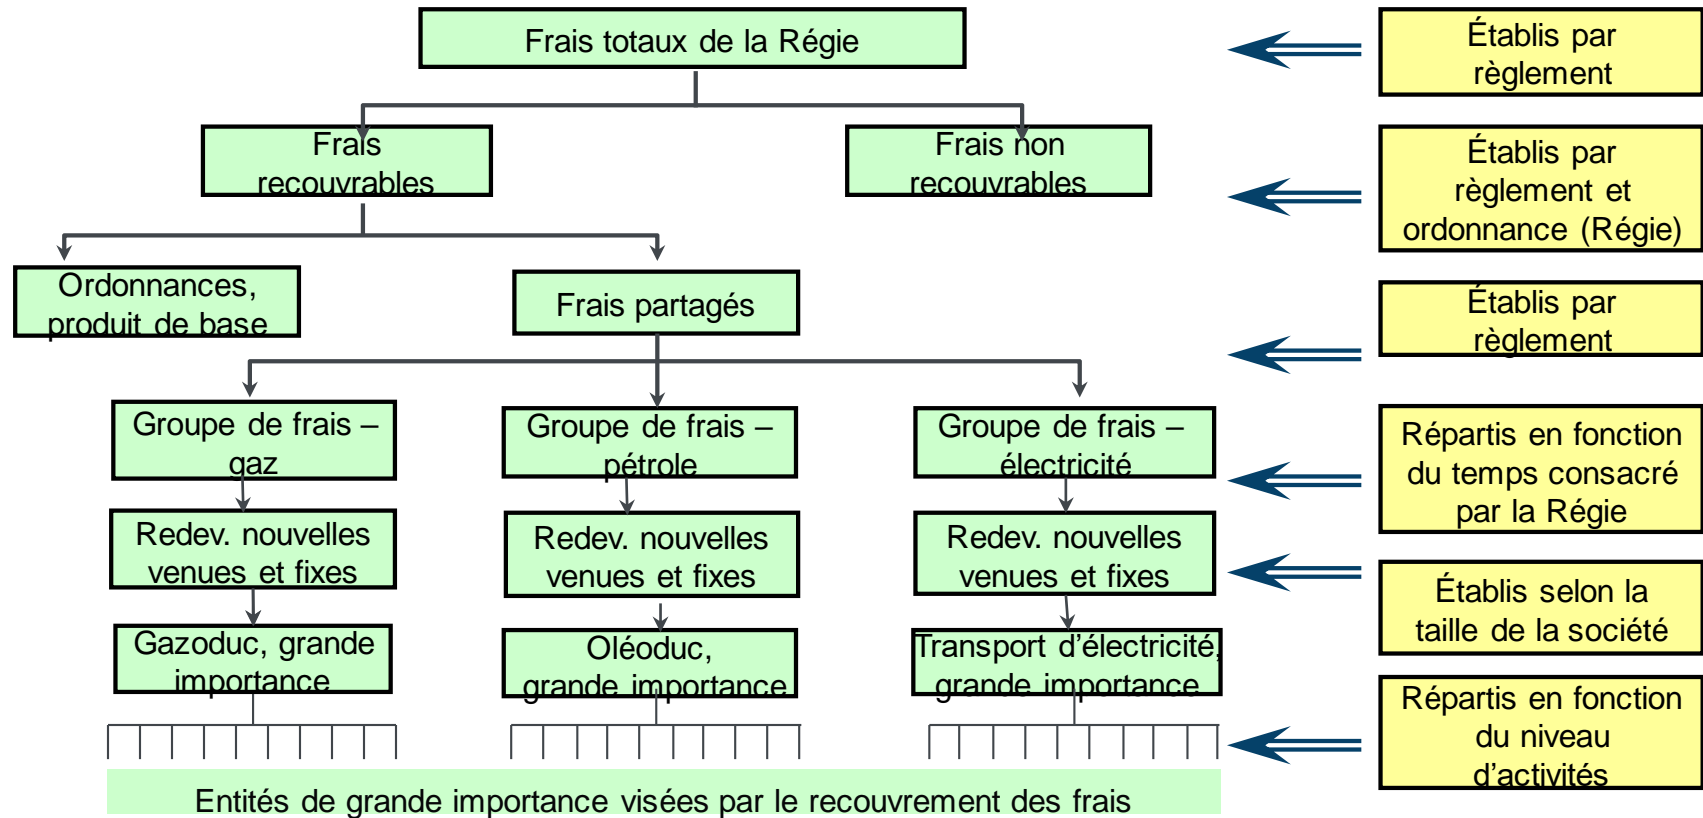 Frais totaux de la Régie
Établis par
règlement
Frais
recouvrables
Frais non
recouvrables
Établis par
règlement et
ordonnance (Régie)
Ordonnances,
produit de base
Frais partagés
Établis par
règlement
Groupe de frais –
gaz
Groupe de frais –
pétrole
Groupe de frais –
électricité
Répartis en fonction
du temps consacré
par la Régie
Redev. nouvelles
venues et fixes
Redev. nouvelles
venues et fixes
Redev. nouvelles
venues et fixes
Établis selon la
taille de la société
Gazoduc, grande
importance
Oléoduc,
grande importance
Transport d’électricité,
grande importance
Répartis en fonction
du niveau
d’activités
Entités de grande importance visées par le recouvrement des frais